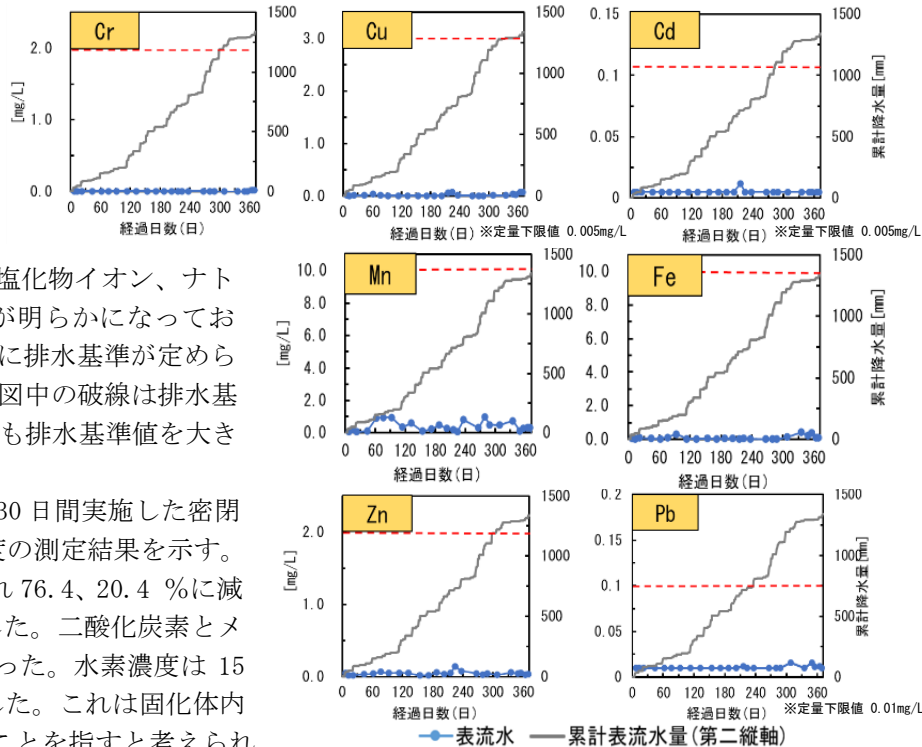 Cr
[mg/L]
2.0
1.0
0.0
1500
1000
500
0
0 60 120 180 240 300 360
経過日数(日)
Cu
3.0
2.0
1.0
0.0
1500
1000
500
0
0 60 120 180 240 300 360
経過日数(日)
※定量下限値 0.005mg/L
Cd
0.15
0.1
0.05
0
1500
1000
500
0
累計降水量[mm]
0 60 120 180 240 300 360
経過日数(日)
※定量下限値 0.005mg/L
塩化物イオン、ナト
が明らかになってお
に排水基準が定めら
図中の破線は排水基
も排水基準値を大き
30 日間実施した密閉
度の測定結果を示す。
れ 76.4、20.4 %に減
た。二酸化炭素とメ
った。水素濃度は 15
した。これは固化体内
ことを指すと考えられ
Mn
[mg/L]
10.0
8.0
6.0
4.0
2.0
0.0
1500
1000
500
0
0 60 120 180 240 300 360
経過日数(日)
Fe
10.0
8.0
6.0
4.0
2.0
0.0
1500
1000
500
0
累計降水量[mm]
0 60 120 180 240 300 360
経過日数(日)
Zn
[mg/L]
2.0
1.0
0.0
1500
1000
500
0
0 60 120 180 240 300 360
経過日数(日)
Pb
0.2
0.15
0.1
0.05
0
1500
1000
500
0
累計降水量[mm]
0 60 120 180 240 300 360
経過日数(日)
※定量下限値 0.01mg/L
表流水 累計表流水量(第二縦軸)